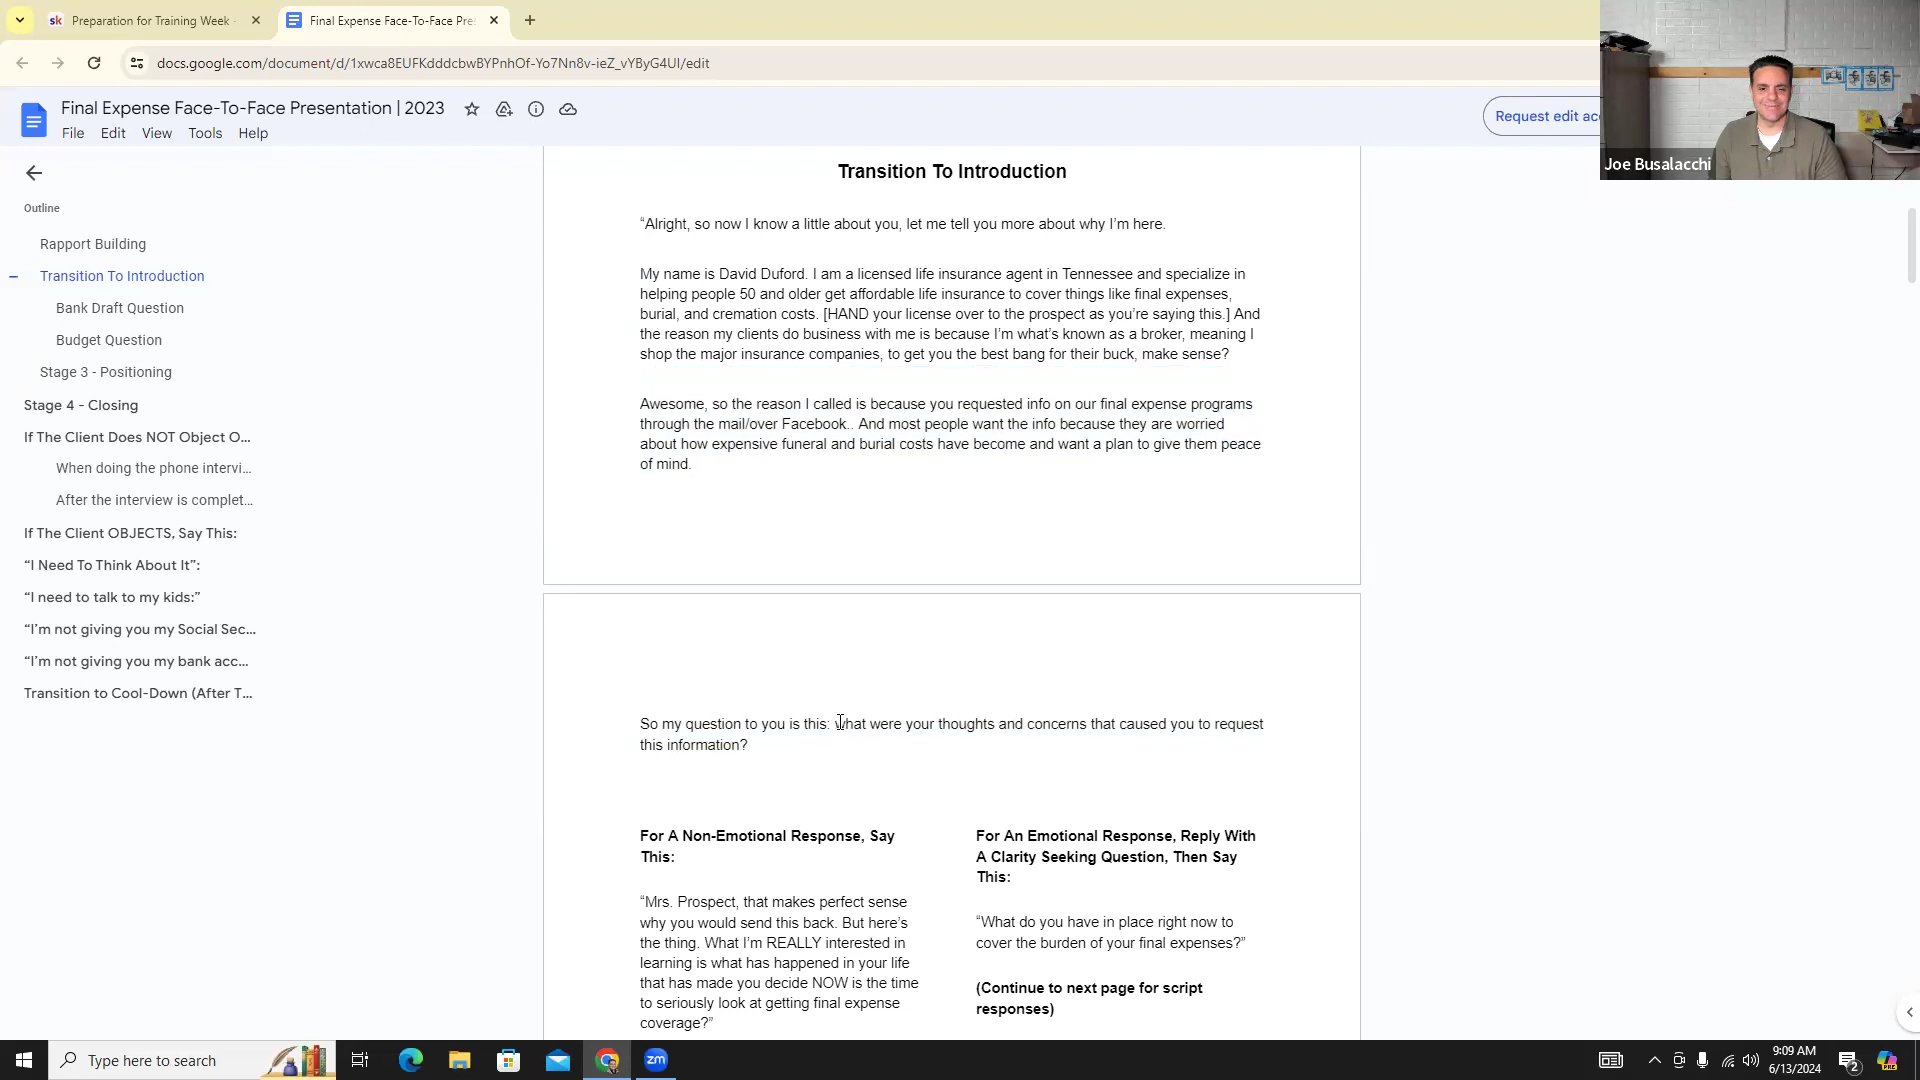 Preparation for Training Week
Final Expense Face-To-Face Pre
docs.google.com/document/d/1xwca8EUFKdddcbwBYPnhOf-Yo7Nn8v-ieZ_vYByG4UI/edit
Final Expense Face-To-Face Presentation | 2023
File Edit View Tools Help
Request edit ac
Joe Busalacchi
Outline
Rapport Building
Transition To Introduction
Bank Draft Question
Budget Question
Stage 3 - Positioning
Stage 4 - Closing
If The Client Does NOT Object O...
When doing the phone intervi...
After the interview is complet...
If The Client OBJECTS, Say This:
“I Need To Think About It”:
“I need to talk to my kids:”
“I’m not giving you my Social Sec...
“I’m not giving you my bank acc...
Transition to Cool-Down (After T...
Transition To Introduction
“Alright, so now I know a little about you, let me tell you more about why I’m here.
My name is David Duford. I am a licensed life insurance agent in Tennessee and specialize in
helping people 50 and older get affordable life insurance to cover things like final expenses,
burial, and cremation costs. [HAND your license over to the prospect as you’re saying this.] And
the reason my clients do business with me is because I’m what’s known as a broker, meaning I
shop the major insurance companies, to get you the best bang for their buck, make sense?
Awesome, so the reason I called is because you requested info on our final expense programs
through the mail/over Facebook.. And most people want the info because they are worried
about how expensive funeral and burial costs have become and want a plan to give them peace
of mind.
So my question to you is this: what were your thoughts and concerns that caused you to request
this information?
For A Non-Emotional Response, Say
This:
“Mrs. Prospect, that makes perfect sense
why you would send this back. But here’s
the thing. What I’m REALLY interested in
learning is what has happened in your life
that has made you decide NOW is the time
to seriously look at getting final expense
coverage?”
For An Emotional Response, Reply With
A Clarity Seeking Question, Then Say
This:
“What do you have in place right now to
cover the burden of your final expenses?”
(Continue to next page for script
responses)
Type here to search
zm
9:09 AM
6/13/2024
2